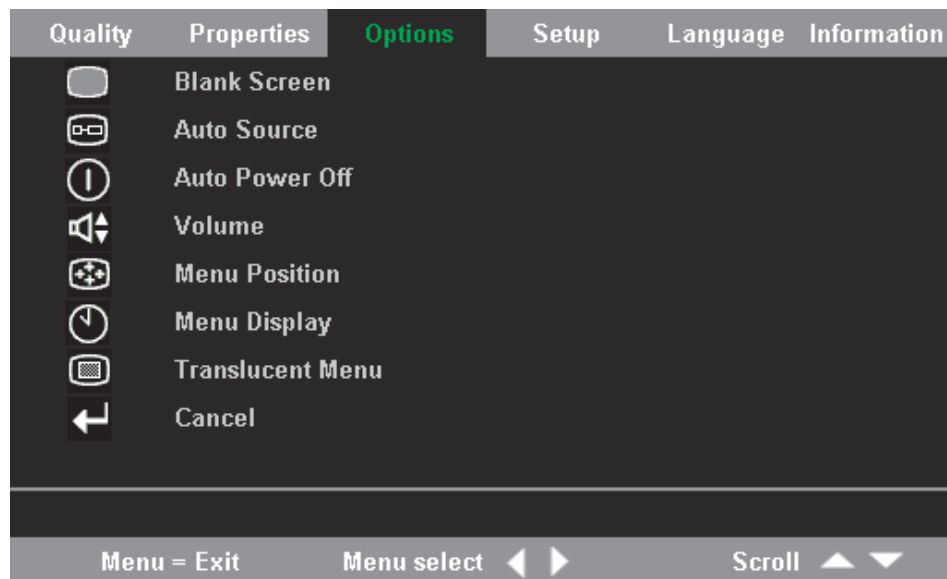 Quality Properties Options Setup Language Information
Blank Screen
Auto Source
Auto Power Off
Volume
Menu Position
Menu Display
Translucent Menu
Cancel
Menu = Exit Menu select Scroll